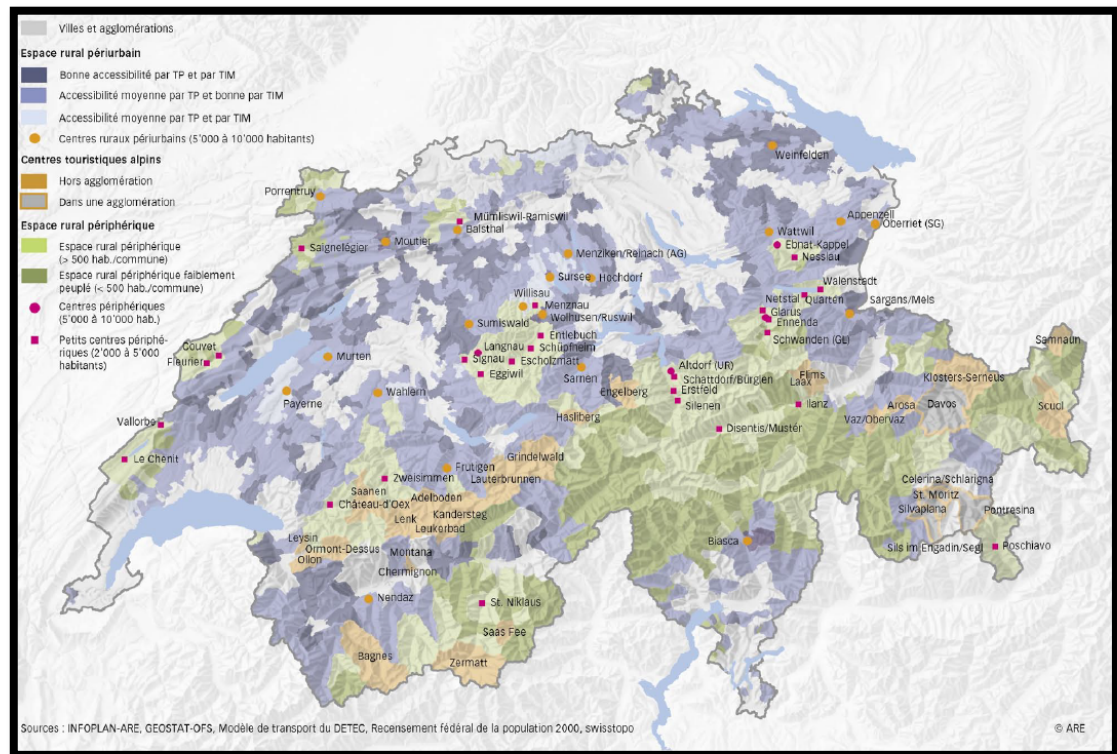 Villes et agglomérations
Espace rural périurbain
Bonne accessibilité par TP et par TIM
Accessibilité moyenne par TP et bonne par TIM
Accessibilité moyenne par TP et par TIM
Centres ruraux périurbains (5'000 à 10'000 habitants)
Centres touristiques alpins
Hors agglomération
Dans une agglomération
Espace rural périphérique
Espace rural périphérique
(> 500 hab./commune)
Espace rural périphérique faiblement
peuplé (< 500 hab./commune)
Centres périphériques
(5'000 à 10'000 hab.)
Petits centres périphé-
riques (2'000 à 5'000
habitants)
Weinfelden
Porrentruy
Mümliswil-Ramiswil
Balsthal
Appenzell
Oberriet (SG)
Wattwil
Ebnat-Kappel
Nesslau
Saignelégier
Moutier
Menziken/Reinach (AG)
Sursee
Hochdorf
Walenstadt
Willisau
Menznau
Netstal
Quarten
Sargans/Mels
Wolhusen/Ruswil
Glarus
Ennenda
Sumiswald
Entlebuch
Schwanden (GL)
Couvet
Fleurier
Langnau
Schüpfheim
Signau
Escholzmatt
Samnaun
Murten
Eggiwil
Sarnen
Altdorf (UR)
Schattdorf/Bürglen
Flims
Laax
Klosters-Serneus
Payerne
Wahlern
Engelberg
Erstfeld
Silenen
Ilanz
Arosa
Davos
Scuol
Vallorbe
Hasliberg
Vaz/Obervaz
Disentis/Mustér
Le Chenit
Grindelwald
Zweisimmen
Frutigen
Lauterbrunnen
Saanen
Adelboden
Celerina/Schlarigna
Château-d'Oex
Kandersteg
St. Moritz
Lenk
Silvaplana
Pontresina
Leukerbad
Leysin
Ormont-Dessus
Biasca
Ollon
Montana
Sils im Engadin/Segl
Poschiavo
Chermignon
Nendaz
St. Niklaus
Saas Fee
Bagnes
Zermatt
Sources : INFOPLAN-ARE, GEOSTAT-OFS, Modèle de transport du DETEC, Recensement fédéral de la population 2000, swisstopo
© ARE